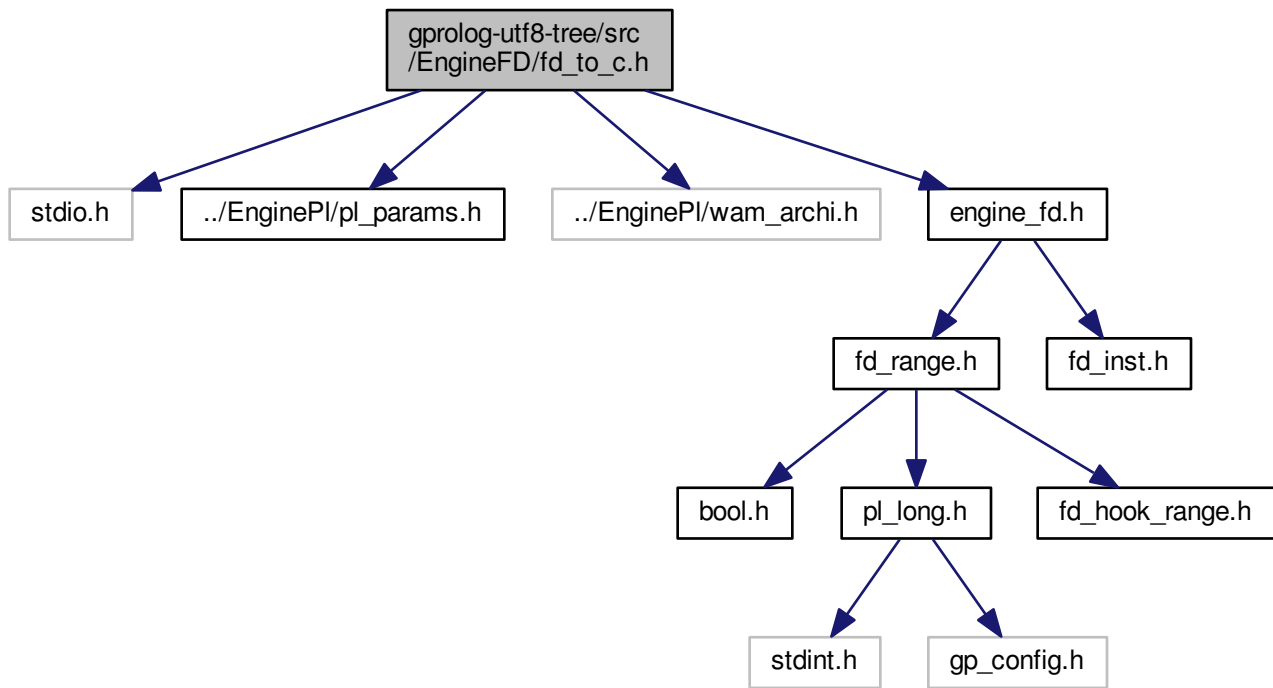 gprolog-utf8-tree/src
/EngineFD/fd_to_c.h
stdio.h
../EnginePl/pl_params.h
../EnginePl/wam_archi.h
engine_fd.h
fd_range.h
fd_inst.h
bool.h
pl_long.h
fd_hook_range.h
stdint.h
gp_config.h